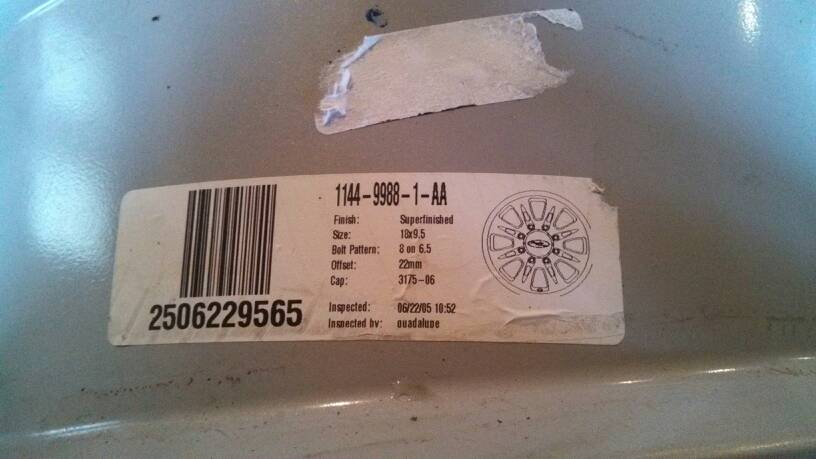 1144-9988-1-AA
Finish: Superfinished
Size: 18x9.5
Bolt Pattern: 8 on 6.5
Offset: 22mm
Cap: 3175-06
Inspected: 06/22/05 10:52
Inspected by: guadalupe
2506229565